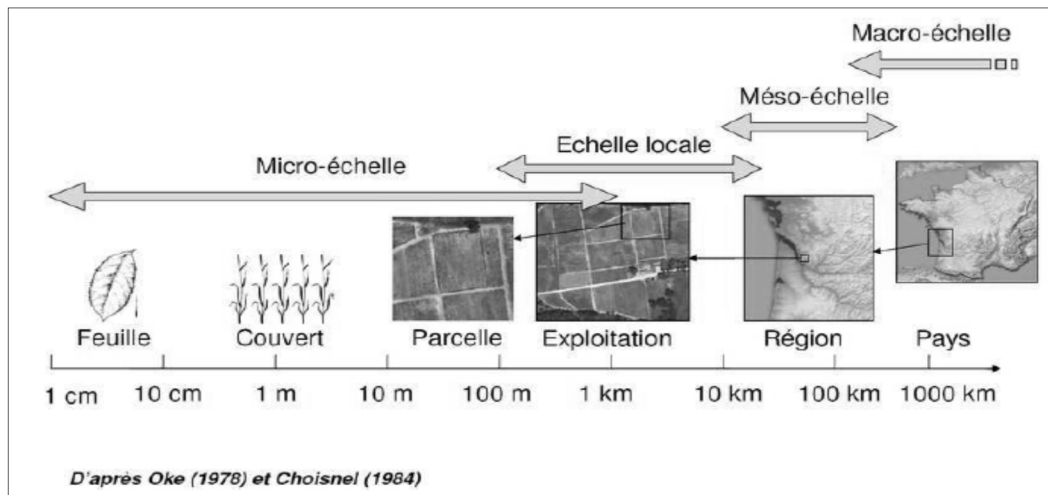 Macro-échelle
Méso-échelle
Echelle locale
Micro-échelle
Feuille Couvert Parcelle Exploitation Région Pays
1 cm 10 cm 1 m 10 m 100 m 1 km 10 km 100 km 1000 km
D'après Oke (1978) et Choisnel (1984)